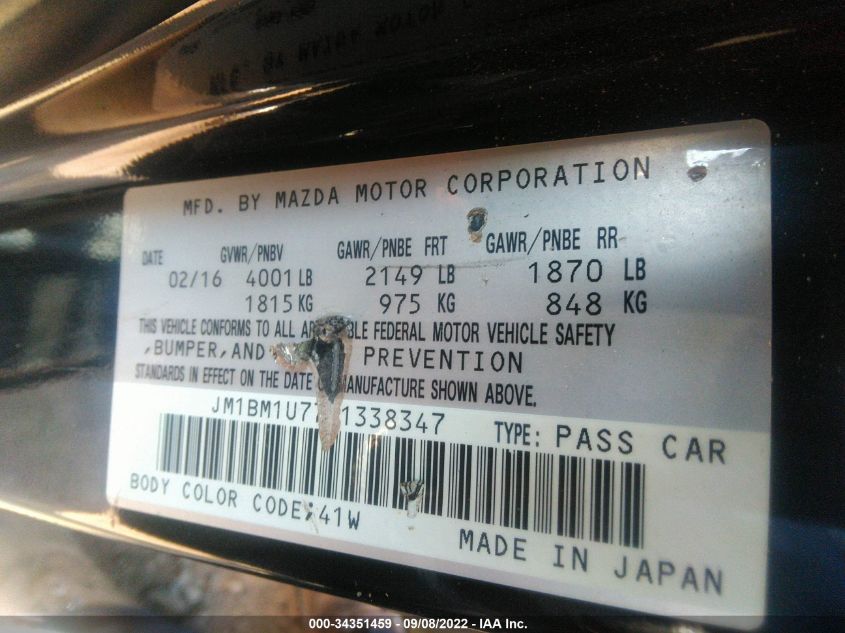 MFD. BY MAZDA MOTOR CORPORATION
DATE GVWR/PNBV GAWR/PNBE FRT GAWR/PNBE RR
02/16 4001 LB 2149 LB 1870 LB
1815 KG 975 KG 848 KG
THIS VEHICLE CONFORMS TO ALL FEDERAL MOTOR VEHICLE SAFETY
,BUMPER,AND PREVENTION
STANDARDS IN EFFECT ON THE DATE OF MANUFACTURE SHOWN ABOVE.
JM1BM1U7 1338347 TYPE: PASS CAR
BODY COLOR CODE:41W
MADE IN JAPAN
000-34351459 - 09/08/2022 - IAA Inc.